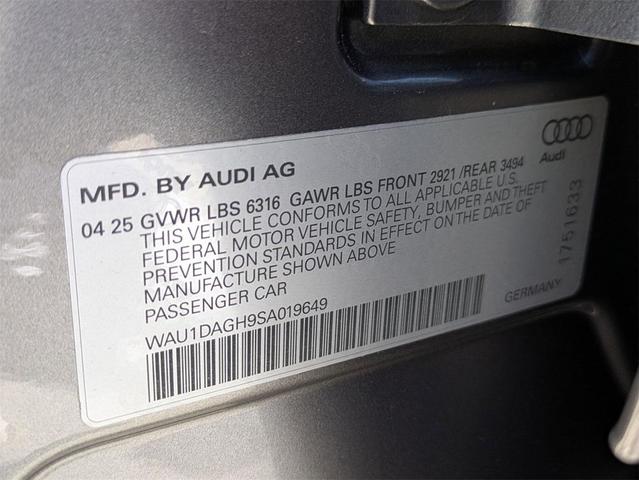 MFD. BY AUDI AG
Audi
04 25 GVWR LBS 6316 GAWR LBS FRONT 2921 /REAR 3494
THIS VEHICLE CONFORMS TO ALL APPLICABLE U.S.
FEDERAL MOTOR VEHICLE SAFETY, BUMPER AND THEFT
PREVENTION STANDARDS IN EFFECT ON THE DATE OF
MANUFACTURE SHOWN ABOVE
PASSENGER CAR
WAU1DAGH9SA019649
GERMANY
1751633